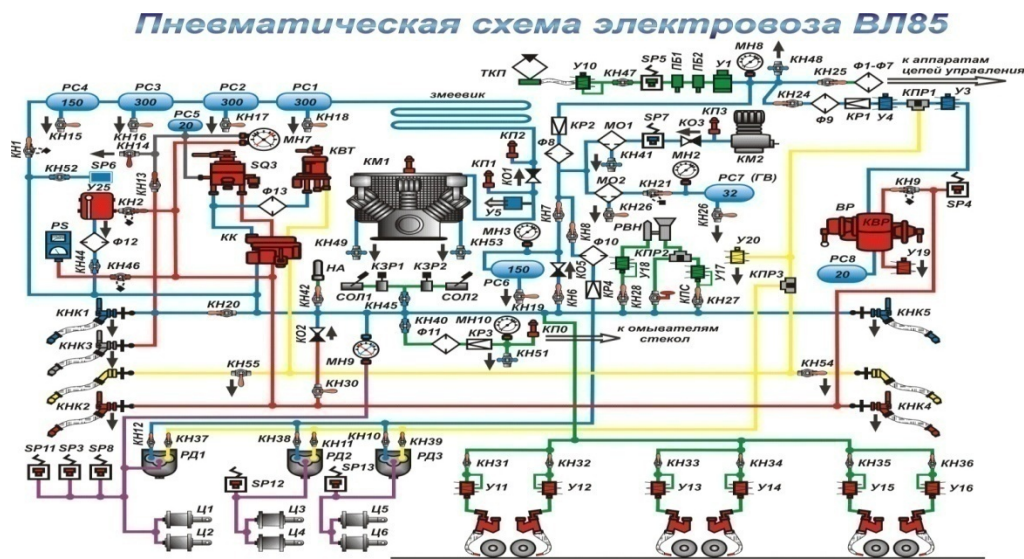 Пневматическая схема электровоза ВЛ85
МН8
КН48
ТКП
У10
КН47
SP5
ПБ1
ПБ2
У1
КН25
Ф1-Ф7
к аппаратам
цепей управления
РС4
РС3
РС2
РС1
змеевик
КН24
КПР1
У3
150
300
300
300
Ф9
КР1
У4
РС5
20
КР2
МО1
SP7
КО3
КП3
КН15
КН16
КН17
КН18
КН14
МН7
КП2
Ф8
КН41
МН2
КМ2
КН1
КН52
SP6
SQ3
КВТ
КМ1
КП1
КО1
МО2
КН21
РС7 (ГВ)
32
КН9
SP4
У25
КН2
КН13
Ф13
У5
КН26
КН26
ВР
КВР
PS
Ф12
КК
КН49
КН53
МН3
КН7
КН8
Ф10
РВН
КПР2
У18
У17
У20
У19
КН44
КН46
НА
КЗР1
КЗР2
150
РС6
КО5
КР4
КПС
КПР3
РС8
20
КН42
СОЛ1
СОЛ2
КН45
КН19
КН6
КН28
КН27
КНК1
КН20
КНК5
КО2
КН40
МН10
КП0
к омывателям
стекол
КНК3
Ф11
КР3
МН9
КН51
КН55
КН54
КН30
КНК2
КНК4
SP11
SP3
SP8
КН12
КН37
КН38
КН11
КН10
КН39
РД1
РД2
SP13
РД3
КН31
КН32
КН33
КН34
КН35
КН36
SP12
У11
У12
У13
У14
У15
У16
Ц1
Ц3
Ц5
Ц2
Ц4
Ц6